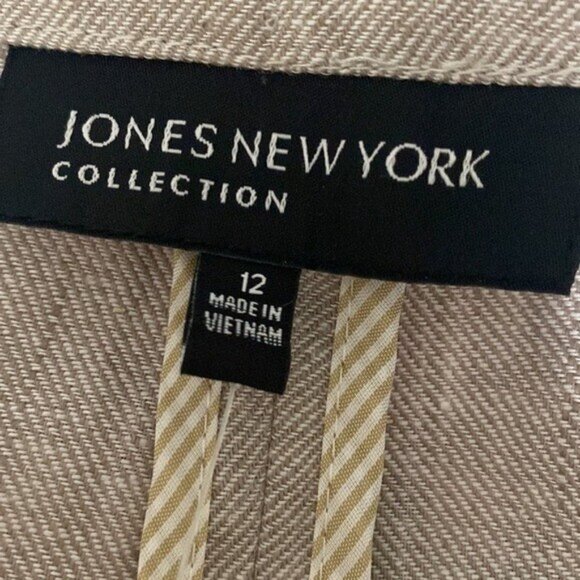 JONES NEW YORK
COLLECTION
12
MADE IN
VIETNAM